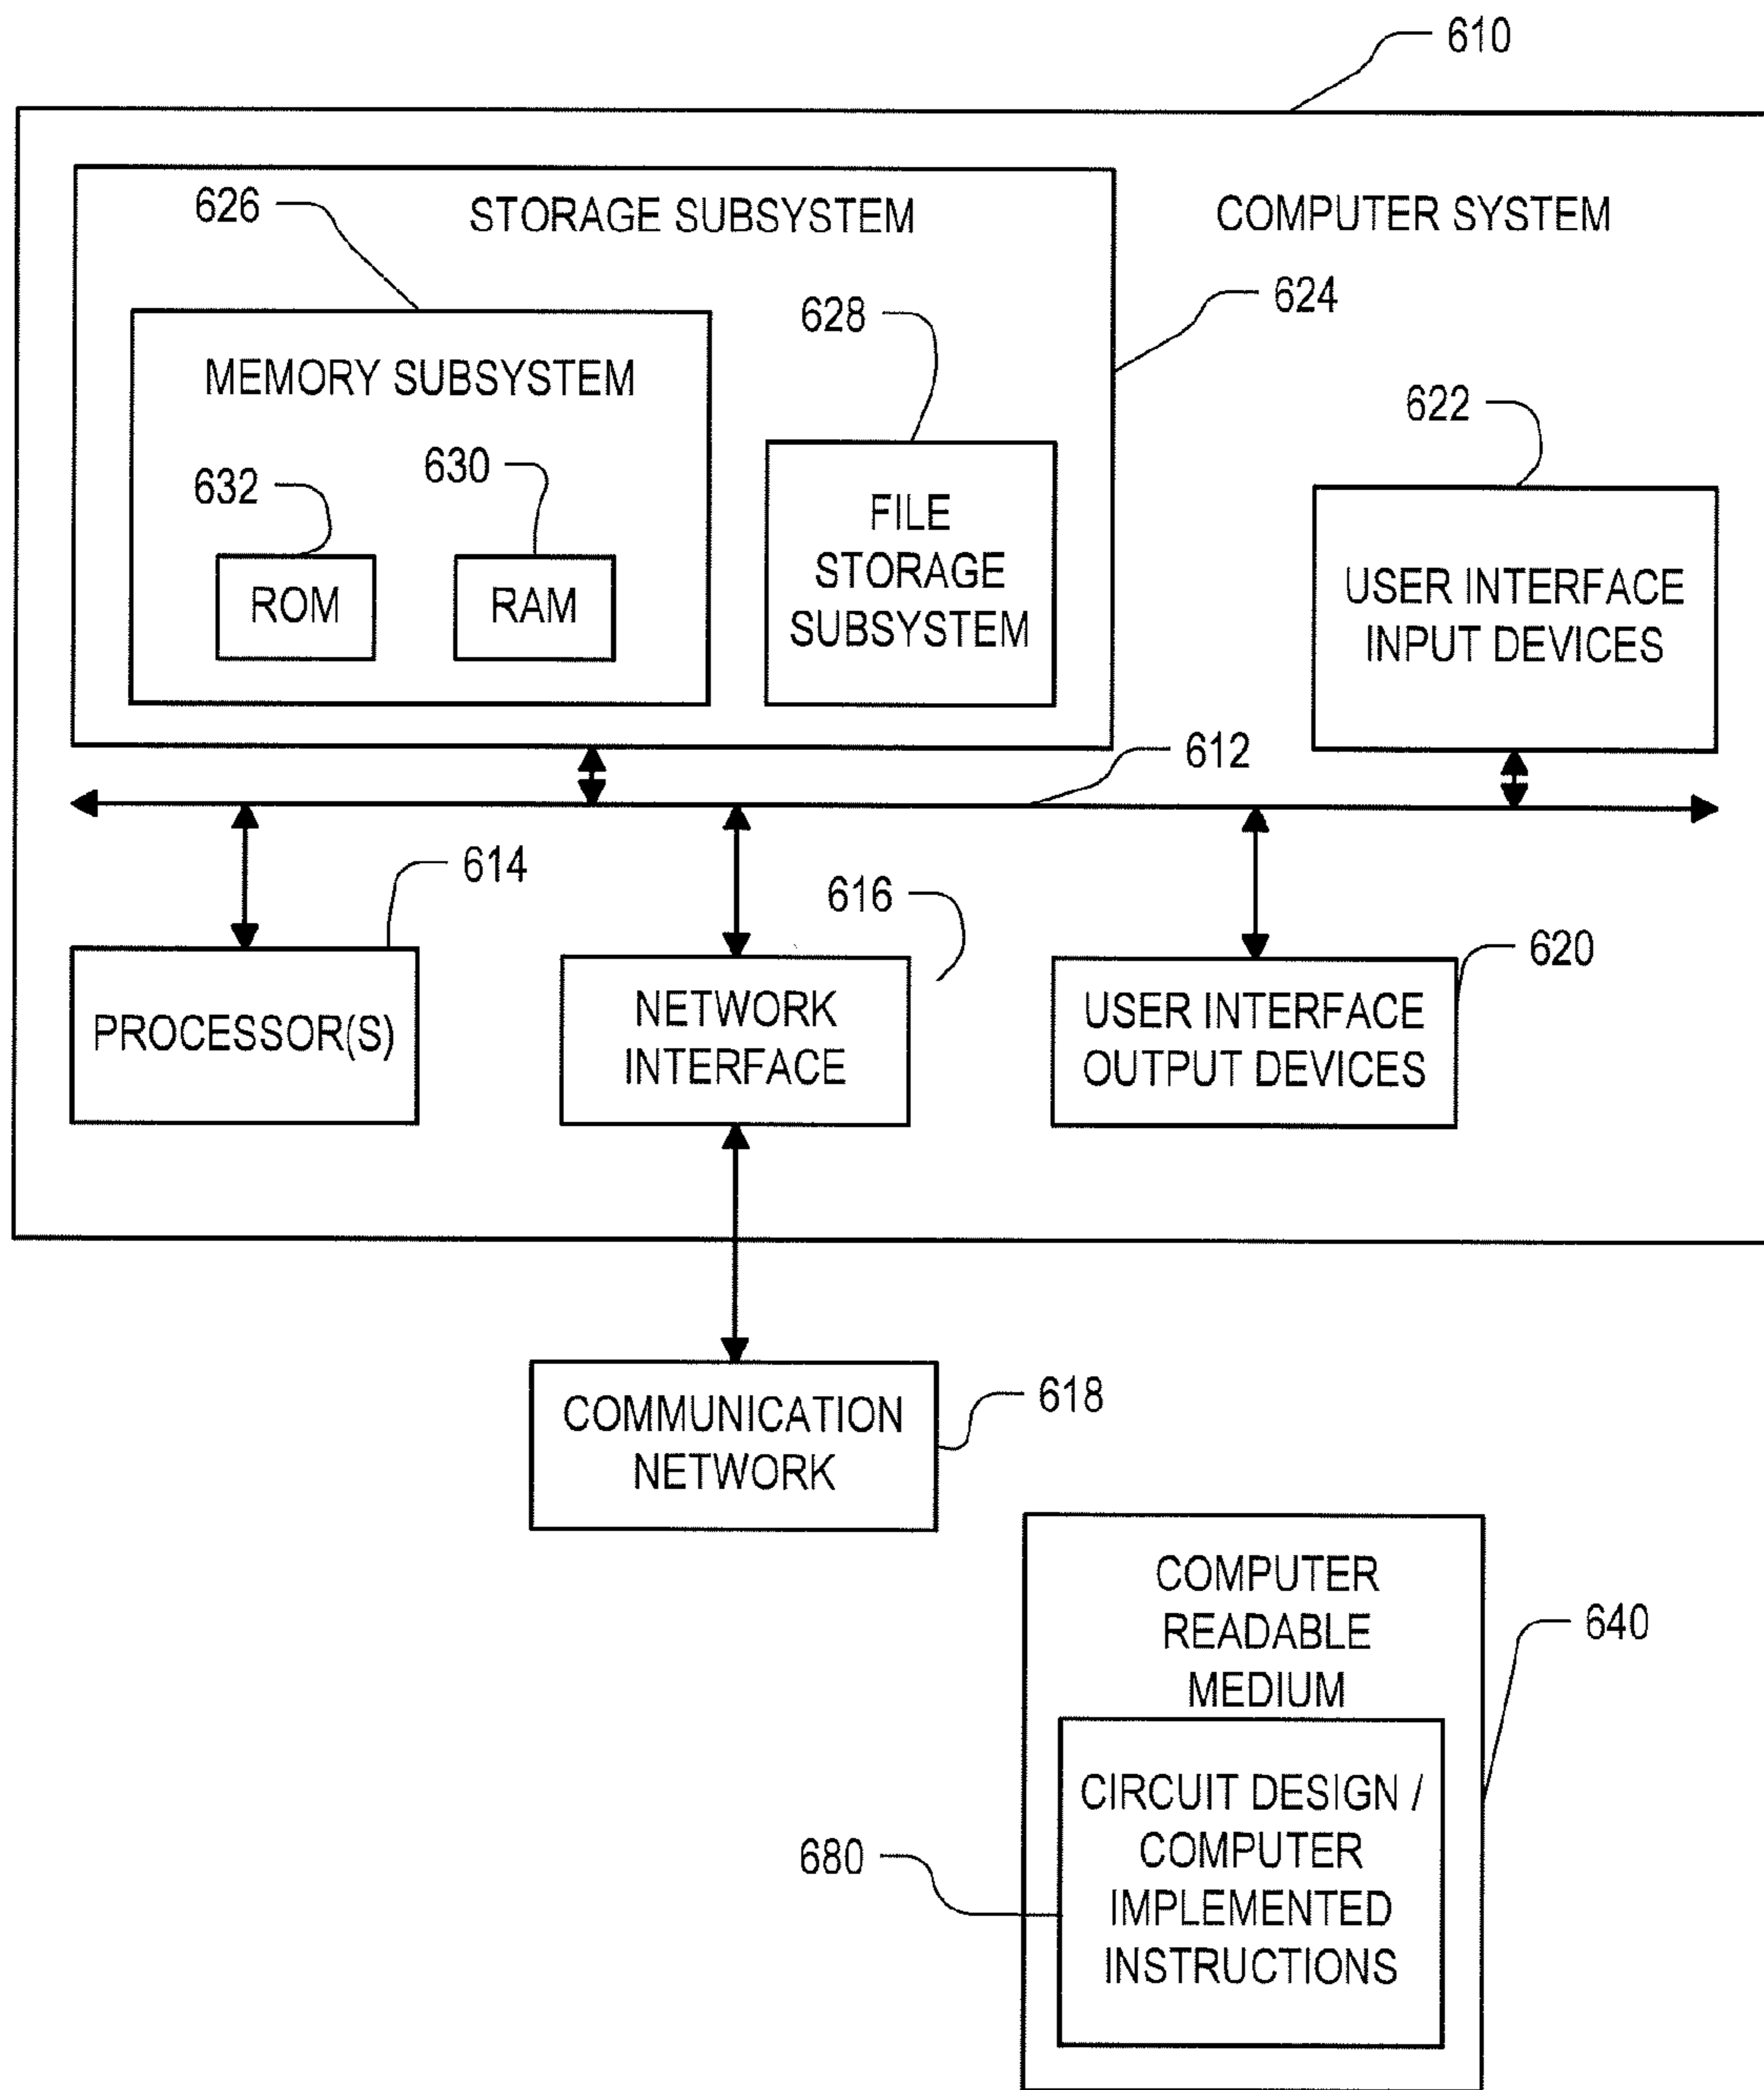 610
STORAGE SUBSYSTEM
COMPUTER SYSTEM
626
624
MEMORY SUBSYSTEM
628
622
632
630
ROM
RAM
FILE
STORAGE
SUBSYSTEM
USER INTERFACE
INPUT DEVICES
612
614
616
620
PROCESSOR(S)
NETWORK
INTERFACE
USER INTERFACE
OUTPUT DEVICES
COMMUNICATION
NETWORK
618
COMPUTER
READABLE
MEDIUM
640
CIRCUIT DESIGN /
COMPUTER
IMPLEMENTED
INSTRUCTIONS
680